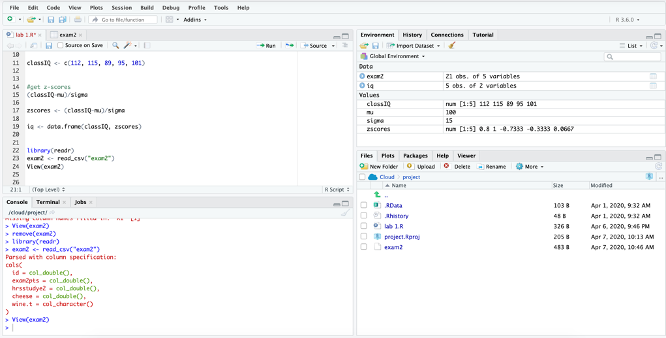 File Edit Code View Plots Session Build Debug Profile Tools Help
Go to file/function Addins R 3.6.0
lab 1.R* exam2
Source on Save Run Source
10
11 classIQ <- c(112, 115, 89, 95, 101)
12
13
14 #get z-scores
15 (classIQ-mu)/sigma
16
17 zscores <- (classIQ-mu)/sigma
18
19 iq <- data.frame(classIQ, zscores)
20
21
22 library(readr)
23 exam2 <- read_csv("exam2")
24 View(exam2)
25
26
21:1 (Top Level) R Script
Console Terminal Jobs
/cloud/project/
> View(exam2)
> remove(exam2)
> library(readr)
> exam2 <- read_csv("exam2")
Parsed with column specification:
cols(
id = col_double(),
exam2pts = col_double(),
hrsstudye2 = col_double(),
cheese = col_double(),
wine.t = col_character()
)
> View(exam2)
>
Environment History Connections Tutorial
Import Dataset List
Global Environment
Data
exam2 21 obs. of 5 variables
iq 5 obs. of 2 variables
Values
classIQ num [1:5] 112 115 89 95 101
mu 100
sigma 15
zscores num [1:5] 0.8 1 -0.7333 -0.3333 0.0667
Files Plots Packages Help Viewer
New Folder Upload Delete Rename More
Cloud project
Name Size Modified
..
.RData 103 B Apr 1, 2020, 9:32 AM
.Rhistory 48 B Apr 1, 2020, 9:32 AM
lab 1.R 326 B Apr 6, 2020, 9:46 PM
project.Rproj 205 B Apr 7, 2020, 10:13 AM
exam2 483 B Apr 7, 2020, 10:46 AM